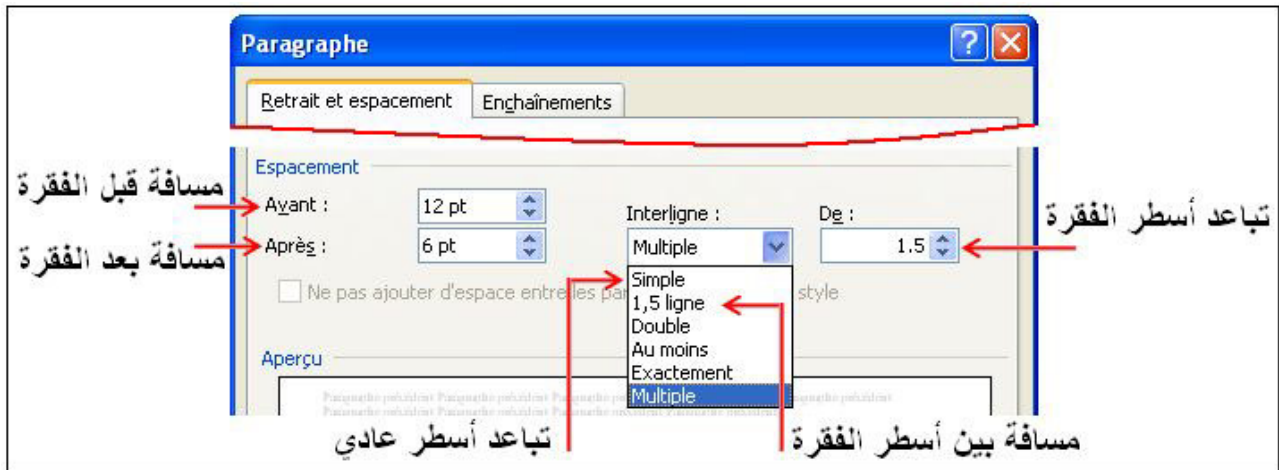 Paragraphe
Retrait et espacement Enchaînements
Espacement
مسافة قبل الفقرة
Avant : 12 pt
Interligne : De :
تباعد أسطر الفقرة
مسافة بعد الفقرة
Après : 6 pt Multiple 1.5
Simple
Ne pas ajouter d'espace entre les par style
1,5 ligne
Double
Au moins
Aperçu
Exactement
Multiple
تباعد أسطر عادي
مسافة بين أسطر الفقرة